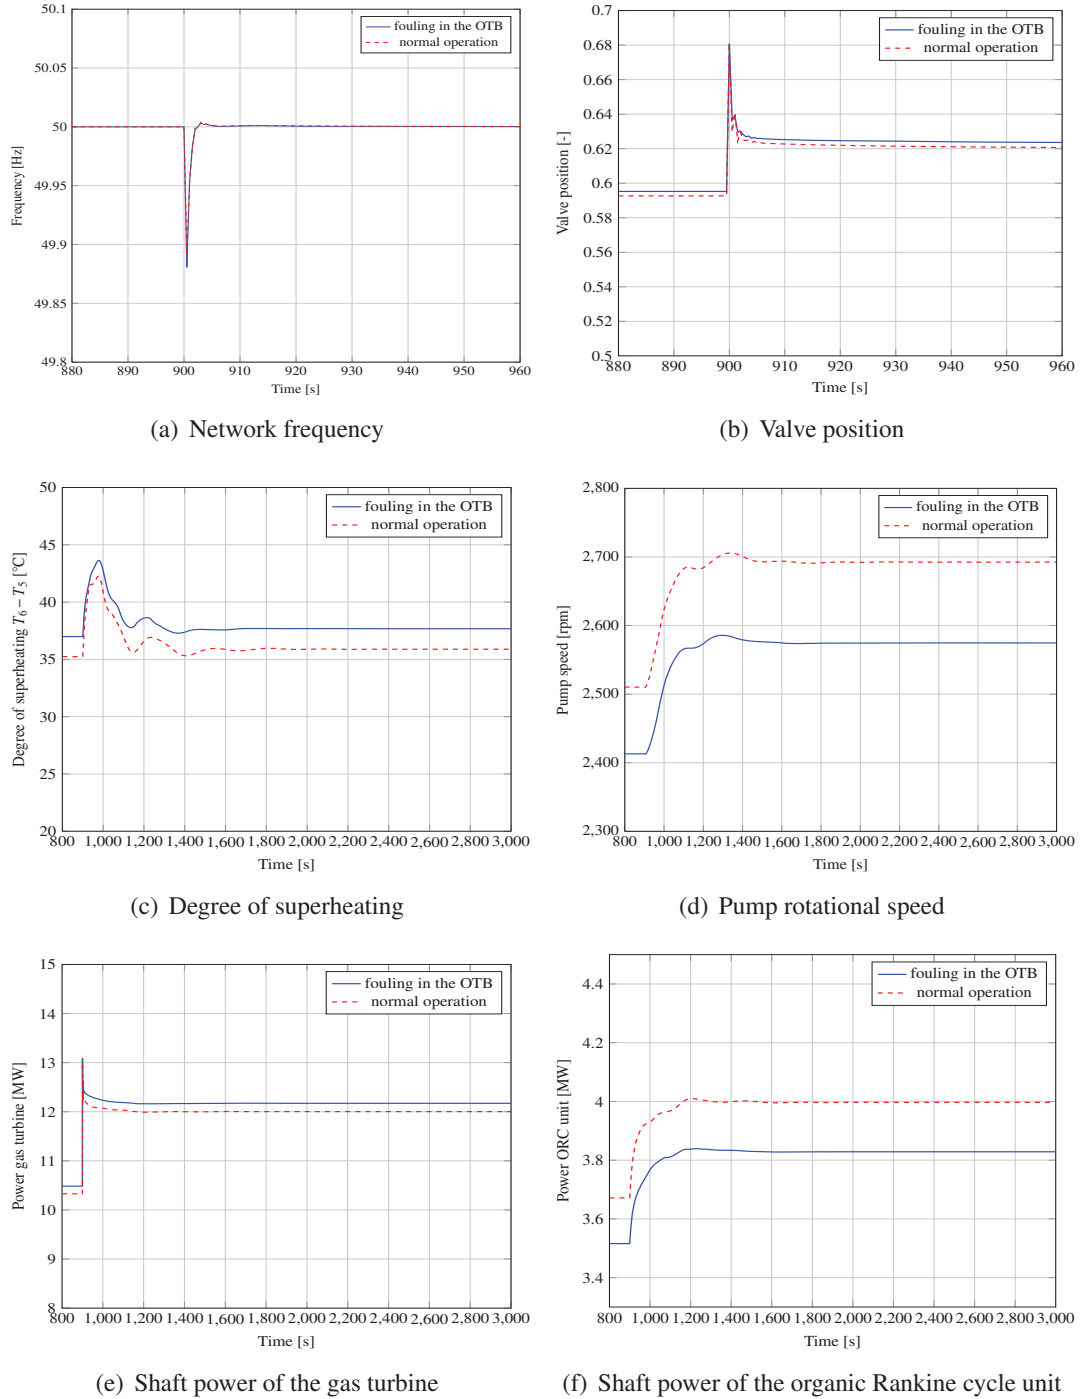 50.1
50.05
50
49.95
49.9
49.85
49.8
880 890 900 910 920 930 940 950 960
Frequency [Hz]
Time [s]
fouling in the OTB
normal operation
(a) Network frequency
0.7
0.68
0.66
0.64
0.62
0.6
0.58
0.56
0.54
0.52
0.5
880 890 900 910 920 930 940 950 960
Valve position [-]
Time [s]
fouling in the OTB
normal operation
(b) Valve position
50
45
40
35
30
25
20
800 1,000 1,200 1,400 1,600 1,800 2,000 2,200 2,400 2,600 2,800 3,000
Degree of superheating T6 − T5 [°C]
Time [s]
fouling in the OTB
normal operation
(c) Degree of superheating
2,800
2,700
2,600
2,500
2,400
2,300
800 1,000 1,200 1,400 1,600 1,800 2,000 2,200 2,400 2,600 2,800 3,000
Pump speed [rpm]
Time [s]
fouling in the OTB
normal operation
(d) Pump rotational speed
15
14
13
12
11
10
9
8
800 1,000 1,200 1,400 1,600 1,800 2,000 2,200 2,400 2,600 2,800 3,000
Power gas turbine [MW]
Time [s]
fouling in the OTB
normal operation
(e) Shaft power of the gas turbine
4.4
4.2
4
3.8
3.6
3.4
800 1,000 1,200 1,400 1,600 1,800 2,000 2,200 2,400 2,600 2,800 3,000
Power ORC unit [MW]
Time [s]
fouling in the OTB
normal operation
(f) Shaft power of the organic Rankine cycle unit